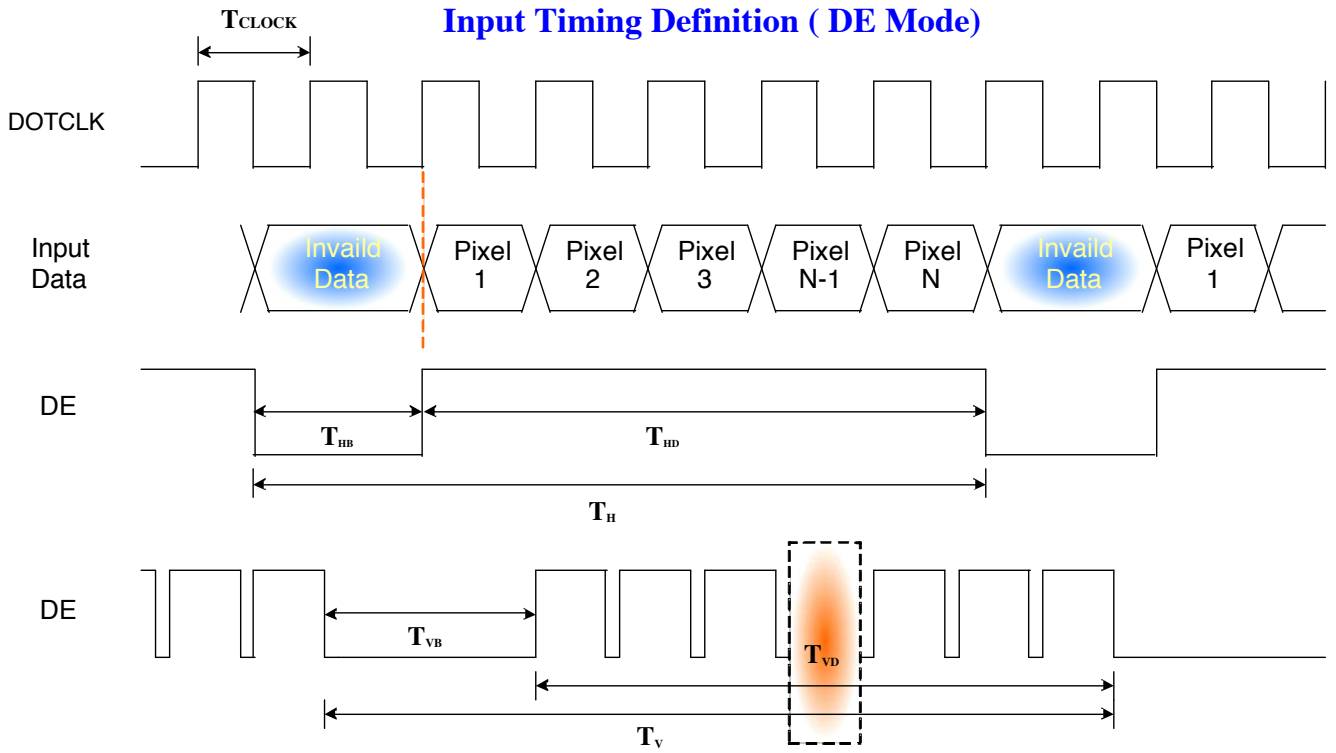 Input Timing Definition ( DE Mode)
TCLOCK
DOTCLK
Input
Data
Invaild
Data
Pixel
1
Pixel
2
Pixel
3
Pixel
N-1
Pixel
N
Invaild
Data
Pixel
1
DE
THB
THD
TH
DE
TVB
TVD
TV